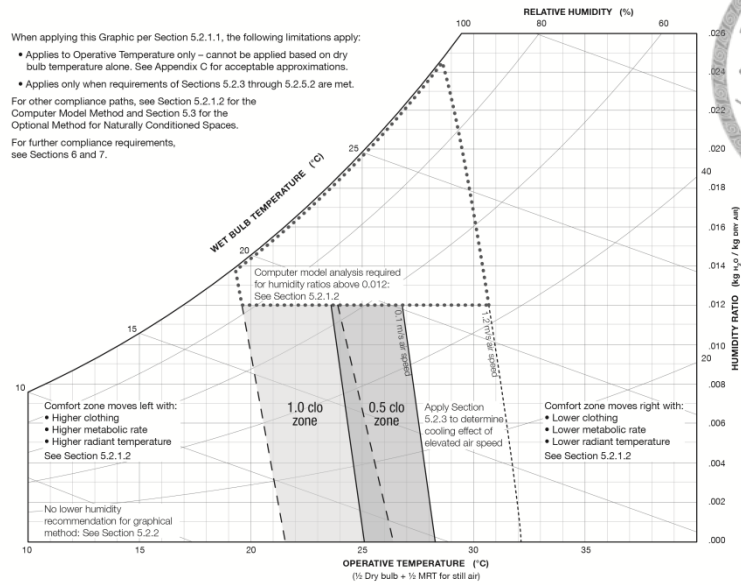 RELATIVE HUMIDITY (%)
100
80
60
When applying this Graphic per Section 5.2.1.1, the following limitations apply:
• Applies to Operative Temperature only – cannot be applied based on dry
bulb temperature alone. See Appendix C for acceptable approximations.
• Applies only when requirements of Sections 5.2.3 through 5.2.5.2 are met.
For other compliance paths, see Section 5.2.1.2 for the
Computer Model Method and Section 5.3 for the
Optional Method for Naturally Conditioned Spaces.
For further compliance requirements,
see Sections 6 and 7.
.026
.024
.022
.020
.018
.016
.014
.012
.010
.008
.006
.004
.002
.000
40
20
HUMIDITY RATIO (kg H₂O / kg DRY AIR)
WET BULB TEMPERATURE (°C)
25
20
15
10
Computer model analysis required
for humidity ratios above 0.012:
See Section 5.2.1.2
0.1 m/s air speed
1.2 m/s air speed
Comfort zone moves left with:
• Higher clothing
• Higher metabolic rate
• Higher radiant temperature
See Section 5.2.1.2
1.0 clo
zone
0.5 clo
zone
Apply Section
5.2.3 to determine
cooling effect of
elevated air speed
Comfort zone moves right with:
• Lower clothing
• Lower metabolic rate
• Lower radiant temperature
See Section 5.2.1.2
No lower humidity
recommendation for graphical
method: See Section 5.2.2
10
15
20
25
30
35
OPERATIVE TEMPERATURE (°C)
(½ Dry bulb + ½ MRT for still air)